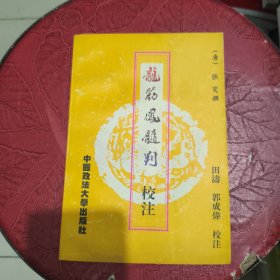 (唐) 张鷟撰
龍筋鳳髓判
校注
田濤 郭成偉 校注
中國政法大學出版社